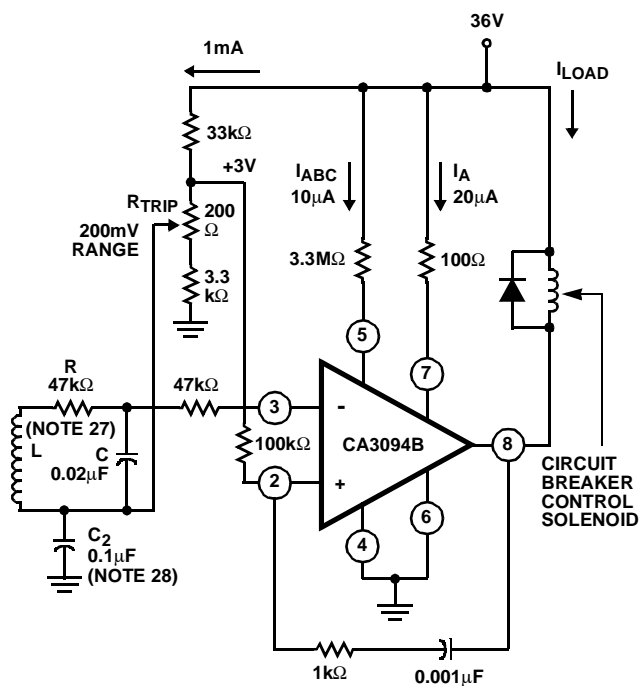 36V
1mA
I_LOAD
33kΩ
+3V
I_ABC
10μA
I_A
20μA
R_TRIP
200mV
RANGE
200
Ω
3.3MΩ
100Ω
3.3
kΩ
5
7
R
47kΩ
47kΩ
3
-
(NOTE 27)
L
100kΩ
CA3094B
8
C
0.02μF
2
+
CIRCUIT
BREAKER
CONTROL
SOLENOID
4
6
C2
0.1μF
(NOTE 28)
1kΩ
0.001μF